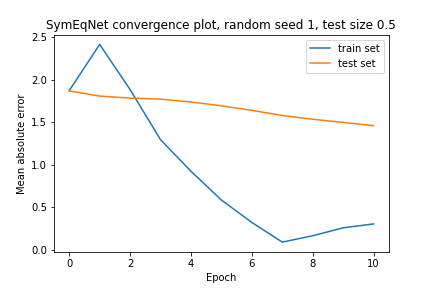 SymEqNet convergence plot, random seed 1, test size 0.5
train set
test set
Mean absolute error
2.5
2.0
1.5
1.0
0.5
0.0
0 2 4 6 8 10
Epoch